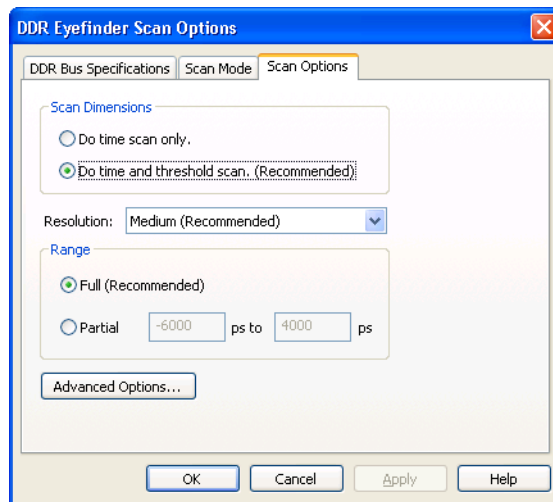 DDR Eyefinder Scan Options
DDR Bus Specifications Scan Mode Scan Options
Scan Dimensions
Do time scan only.
Do time and threshold scan. (Recommended)
Resolution: Medium (Recommended)
Range
Full (Recommended)
Partial -6000 ps to 4000 ps
Advanced Options...
OK Cancel Apply Help